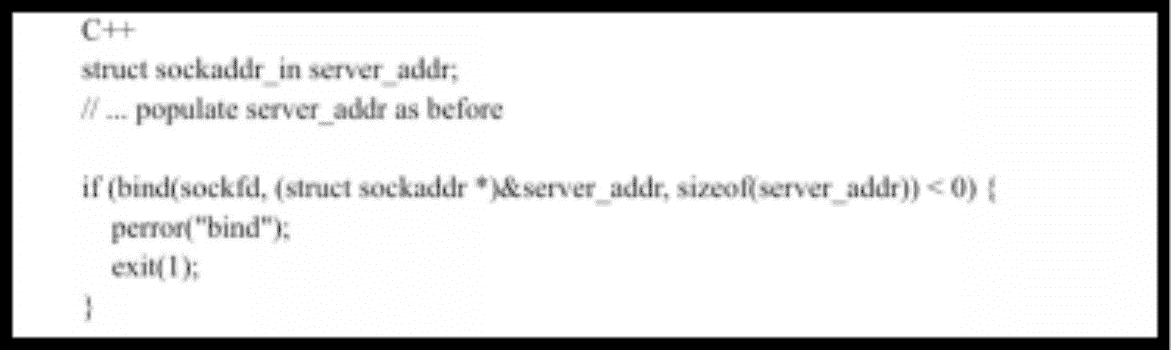 C++
struct sockaddr_in server_addr;
// ... populate server_addr as before
if (bind(sockfd, (struct sockaddr *)&server_addr, sizeof(server_addr)) < 0) {
perror("bind");
exit(1);
}